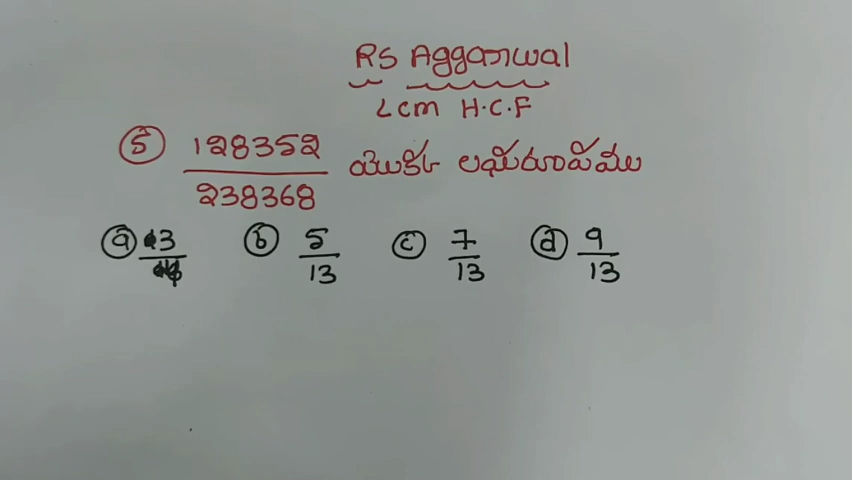 RS Aggarwal
LCM H.C.F
5 128352 యొక్క లఘురూపము
238368
a 3 b 5 c 7 d 9
13 13 13